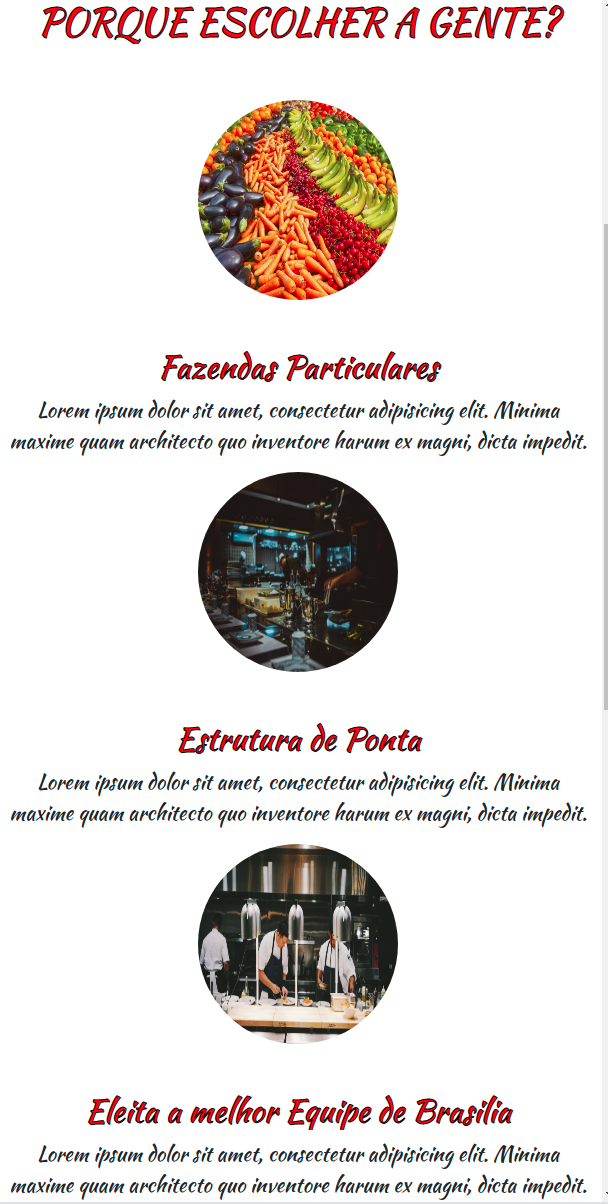 PORQUE ESCOLHER A GENTE?
Fazendas Particulares
Lorem ipsum dolor sit amet, consectetur adipisicing elit. Minima
maxime quam architecto quo inventore harum ex magni, dicta impedit.
Estrutura de Ponta
Lorem ipsum dolor sit amet, consectetur adipisicing elit. Minima
maxime quam architecto quo inventore harum ex magni, dicta impedit.
Eleita a melhor Equipe de Brasilia
Lorem ipsum dolor sit amet, consectetur adipisicing elit. Minima
maxime quam architecto quo inventore harum ex magni, dicta impedit.